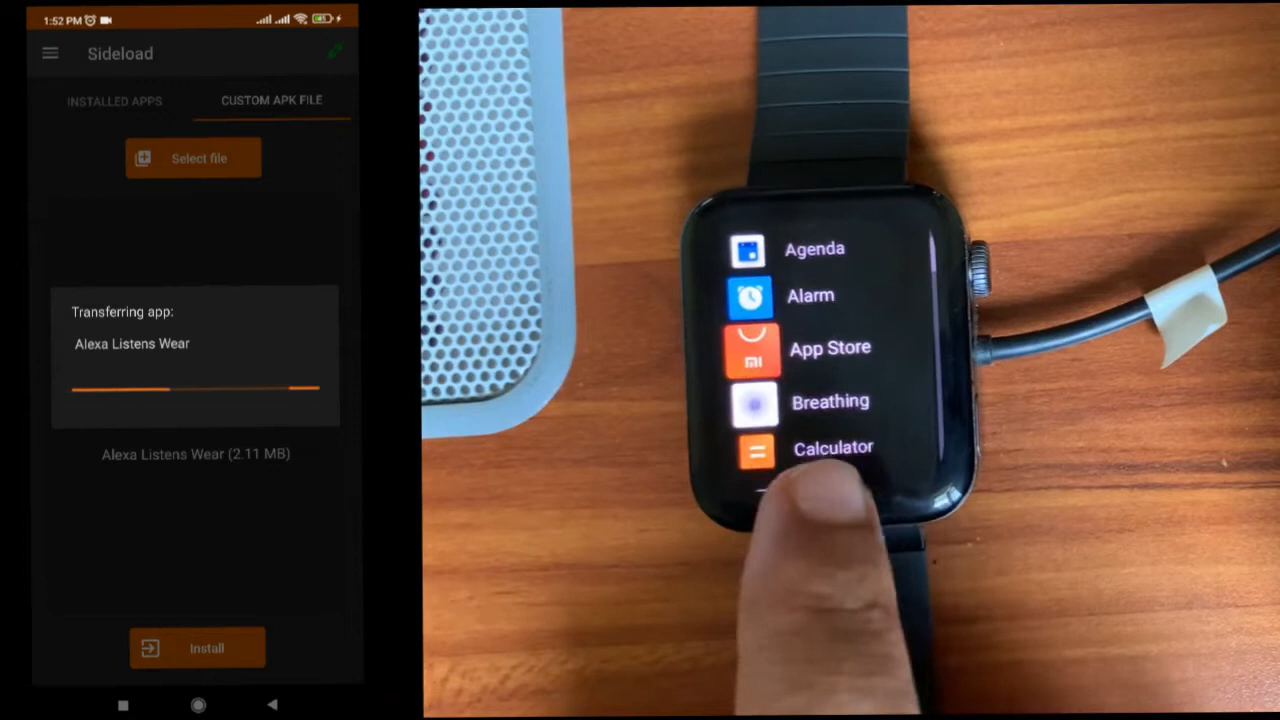 1:52 PM
Sideload
INSTALLED APPS
CUSTOM APK FILE
Select file
Transferring app:
Alexa Listens Wear
Alexa Listens Wear (2.11 MB)
Install
Agenda
Alarm
App Store
mi
Breathing
Calculator